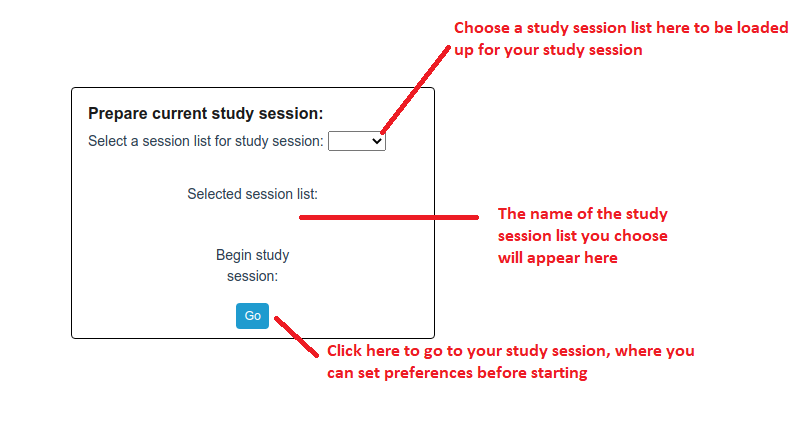 Choose a study session list here to be loaded
up for your study session
Prepare current study session:
Select a session list for study session:
Selected session list:
The name of the study
session list you choose
will appear here
Begin study
session:
Go
Click here to go to your study session, where you
can set preferences before starting